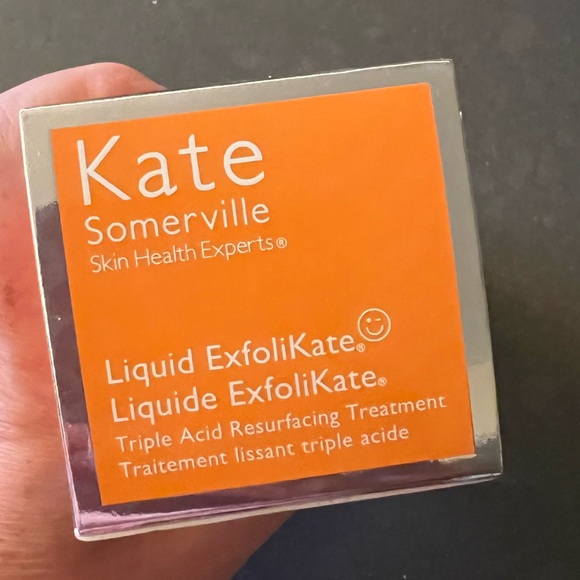 Kate
Somerville
Skin Health Experts®
Liquid ExfoliKate®
Liquide ExfoliKate®
Triple Acid Resurfacing Treatment
Traitement lissant triple acide